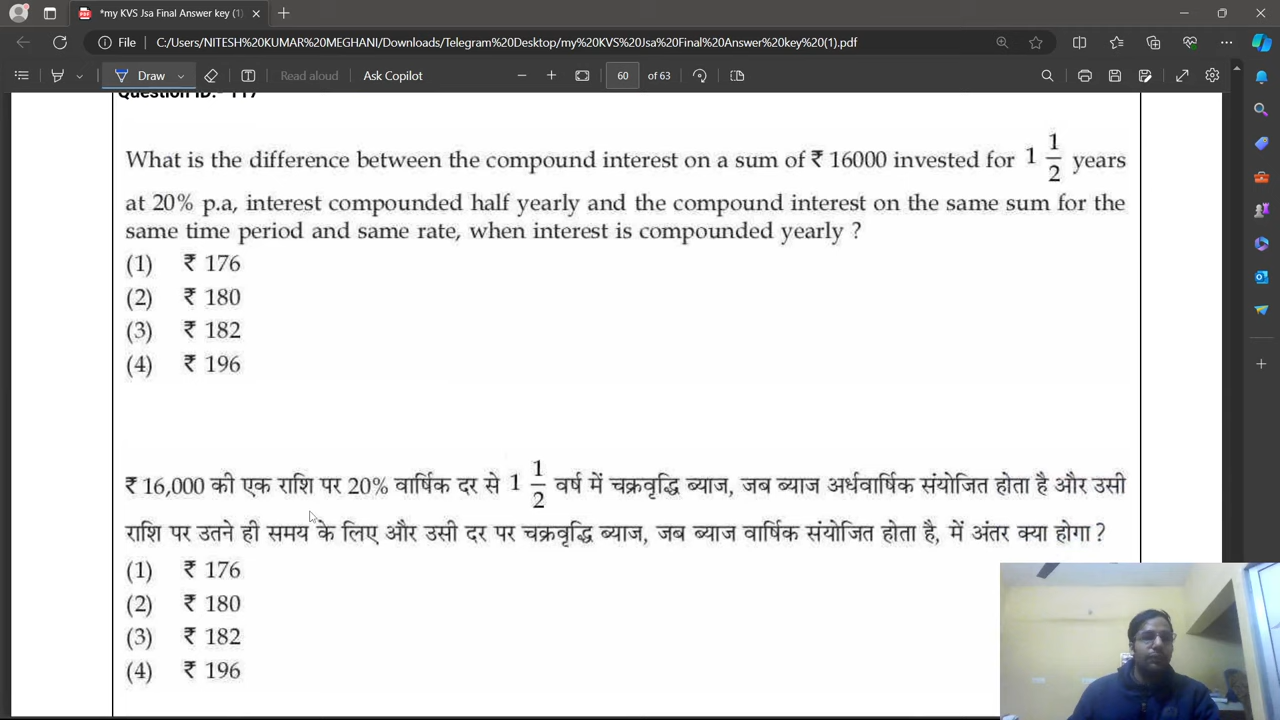 *my KVS Jsa Final Answer key (1)
File C:/Users/NITESH%20KUMAR%20MEGHANI/Downloads/Telegram%20Desktop/my%20KVS%20Jsa%20Final%20Answer%20key%20(1).pdf
Draw Read aloud Ask Copilot 60 of 63
Question ID:- 117
What is the difference between the compound interest on a sum of ₹ 16000 invested for 1 1/2 years
at 20% p.a, interest compounded half yearly and the compound interest on the same sum for the
same time period and same rate, when interest is compounded yearly ?
(1) ₹ 176
(2) ₹ 180
(3) ₹ 182
(4) ₹ 196
₹ 16,000 की एक राशि पर 20% वार्षिक दर से 1 1/2 वर्ष में चक्रवृद्धि ब्याज, जब ब्याज अर्धवार्षिक संयोजित होता है और उसी
राशि पर उतने ही समय के लिए और उसी दर पर चक्रवृद्धि ब्याज, जब ब्याज वार्षिक संयोजित होता है, में अंतर क्या होगा ?
(1) ₹ 176
(2) ₹ 180
(3) ₹ 182
(4) ₹ 196